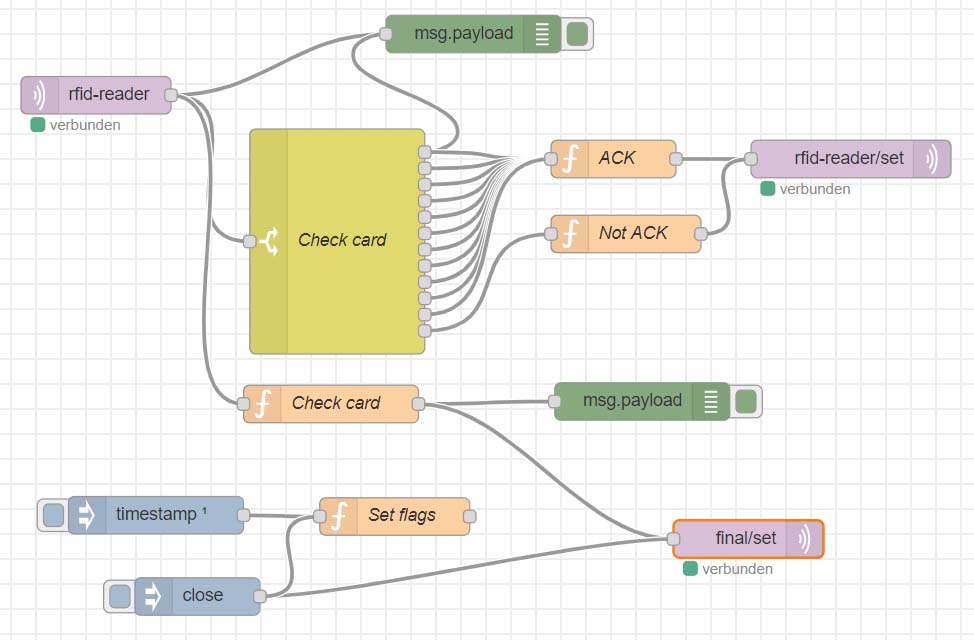 msg.payload
rfid-reader
verbunden
ACK
rfid-reader/set
verbunden
Check card
Not ACK
Check card
msg.payload
timestamp ¹
Set flags
final/set
verbunden
close